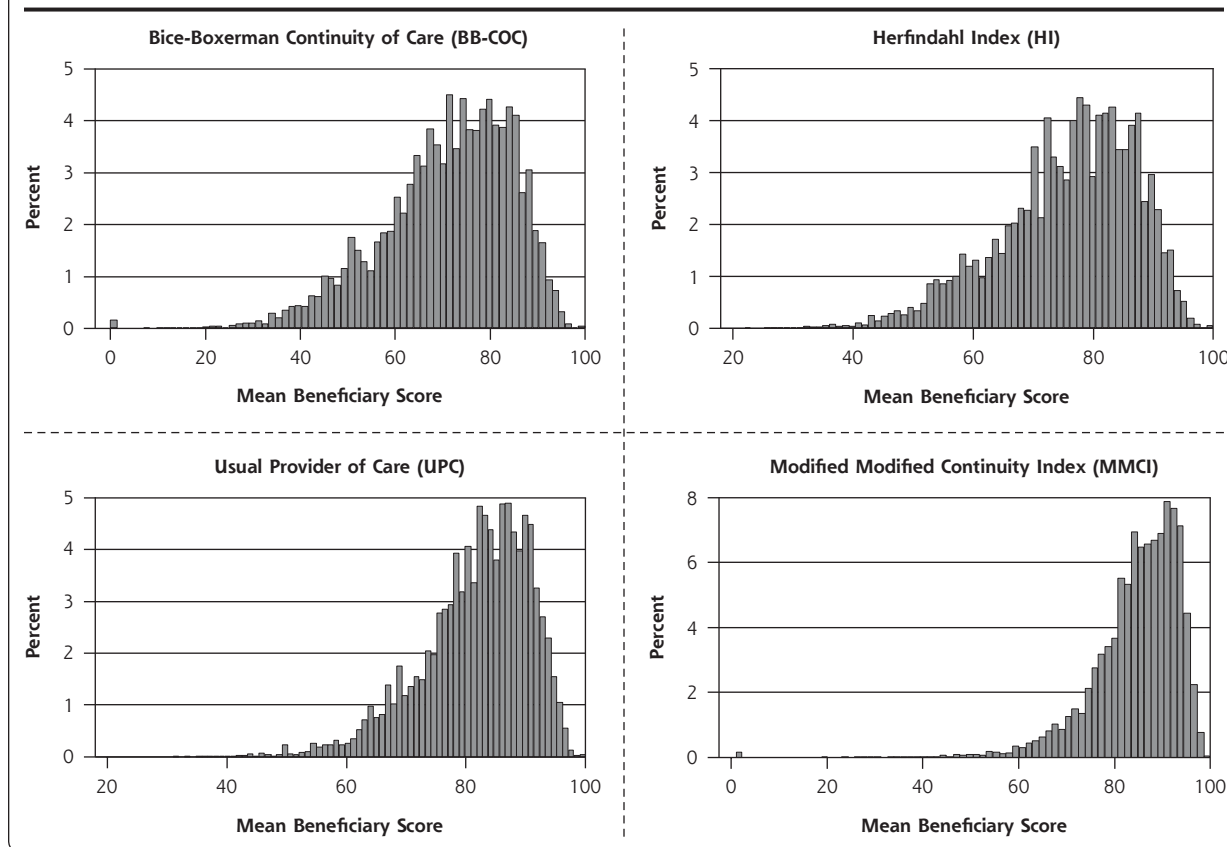 Bice-Boxerman Continuity of Care (BB-COC)
5
4
3
2
1
0
Percent
0 20 40 60 80 100
Mean Beneficiary Score
Herfindahl Index (HI)
5
4
3
2
1
0
Percent
20 40 60 80 100
Mean Beneficiary Score
Usual Provider of Care (UPC)
5
4
3
2
1
0
Percent
20 40 60 80 100
Mean Beneficiary Score
Modified Modified Continuity Index (MMCI)
8
6
4
2
0
Percent
0 20 40 60 80 100
Mean Beneficiary Score